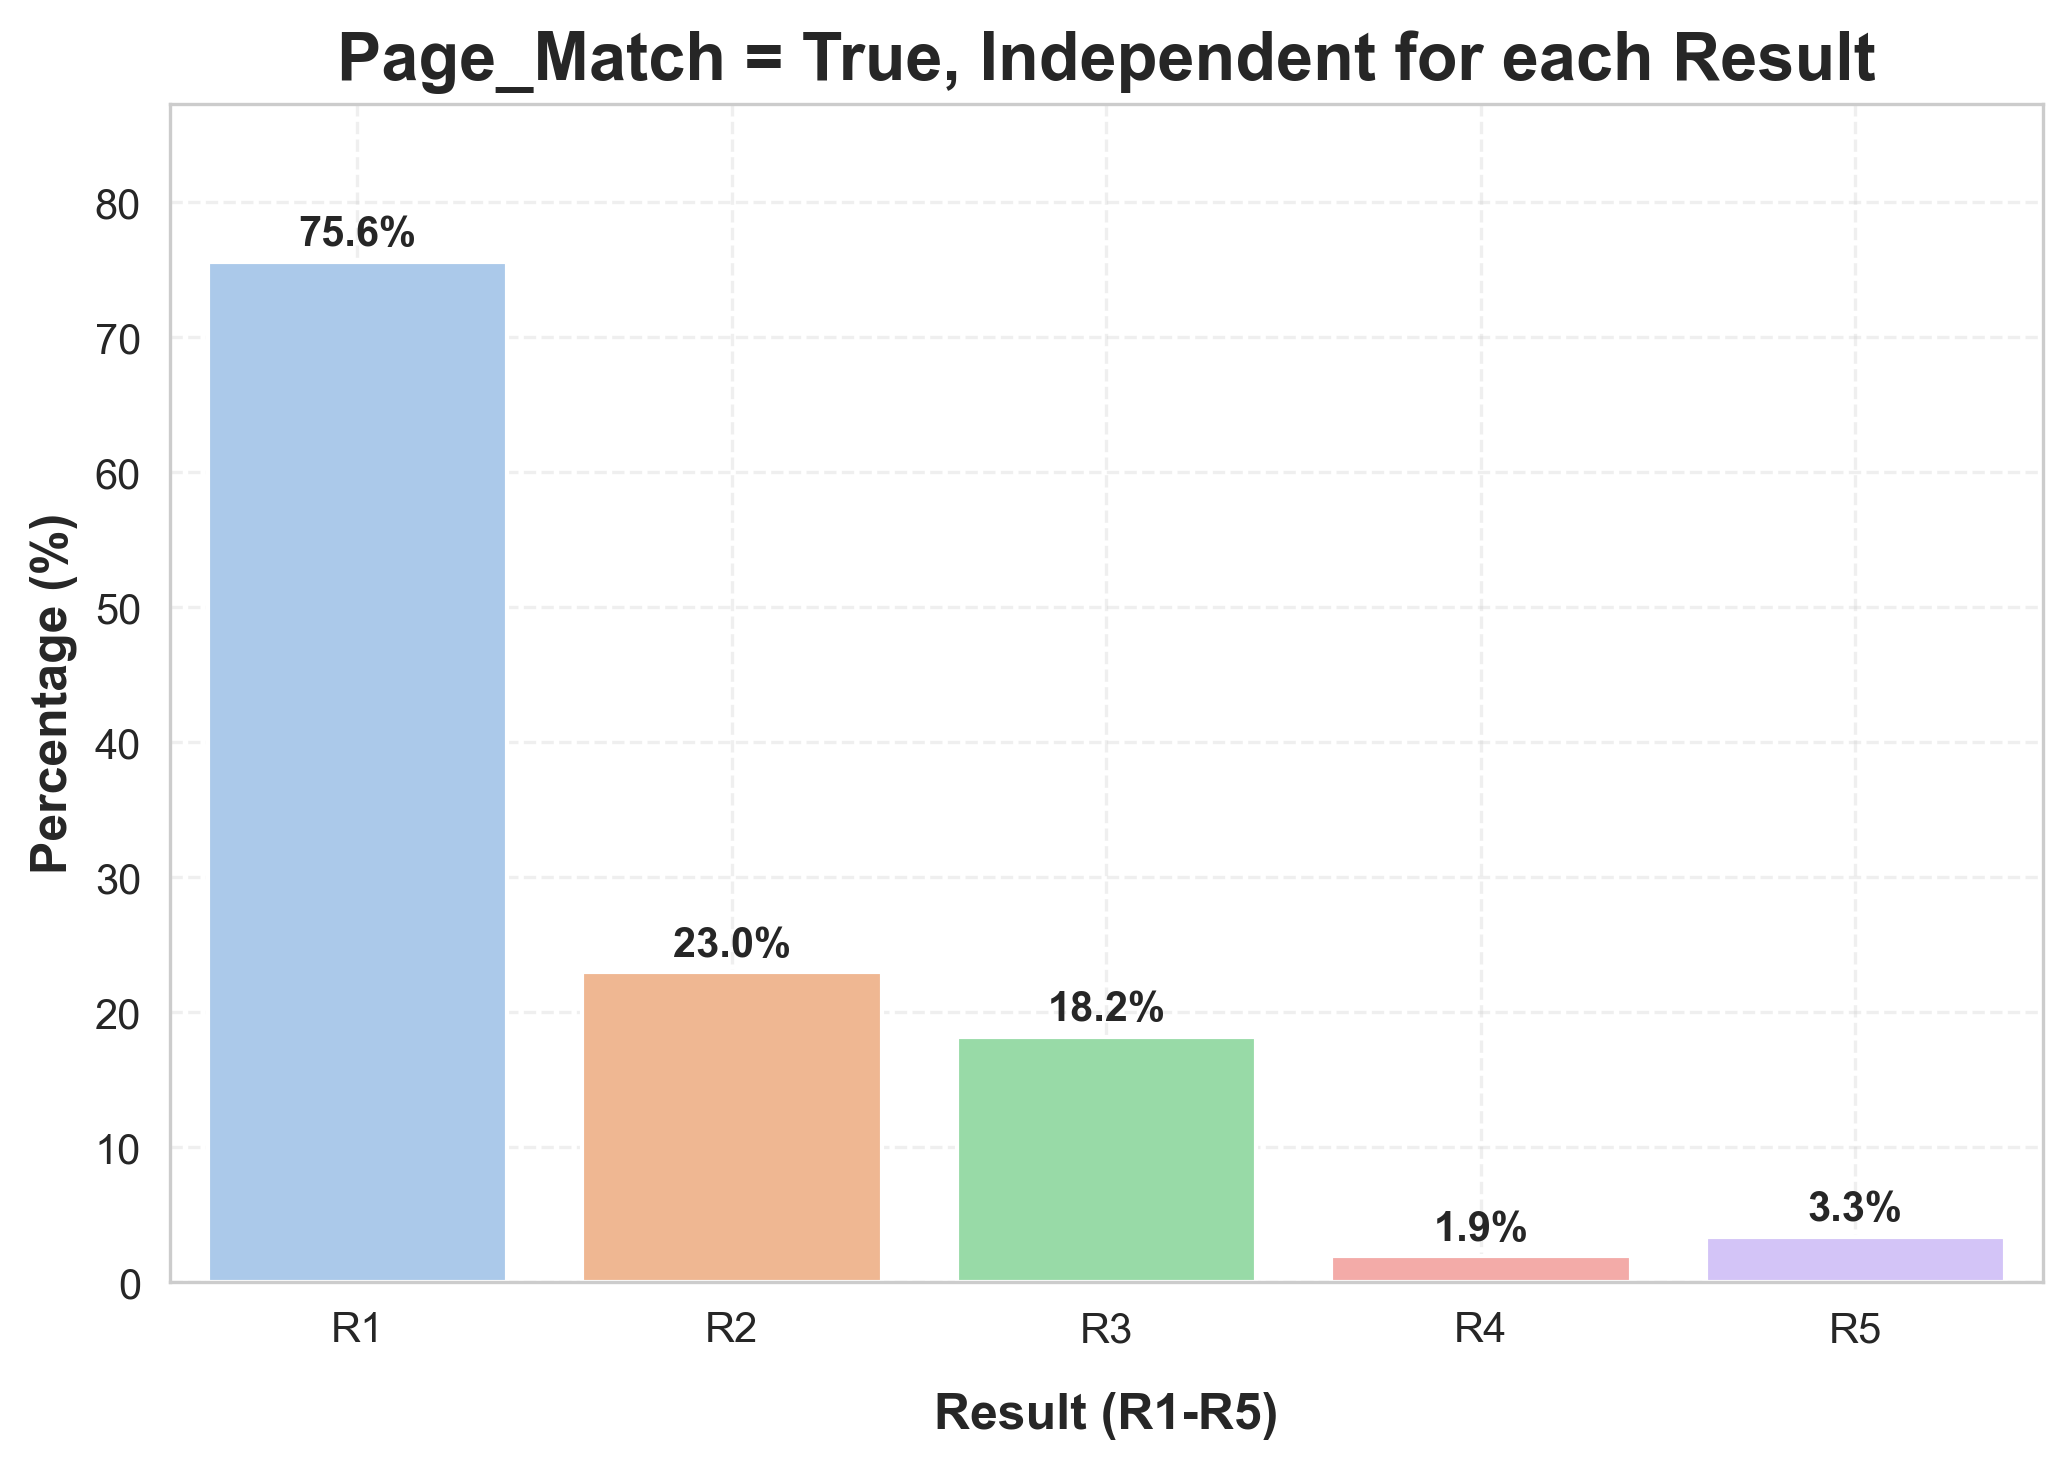 Page_Match = True, Independent for each Result
Percentage (%)
80
70
60
50
40
30
20
10
0
75.6%
23.0%
18.2%
1.9%
3.3%
R1
R2
R3
R4
R5
Result (R1-R5)